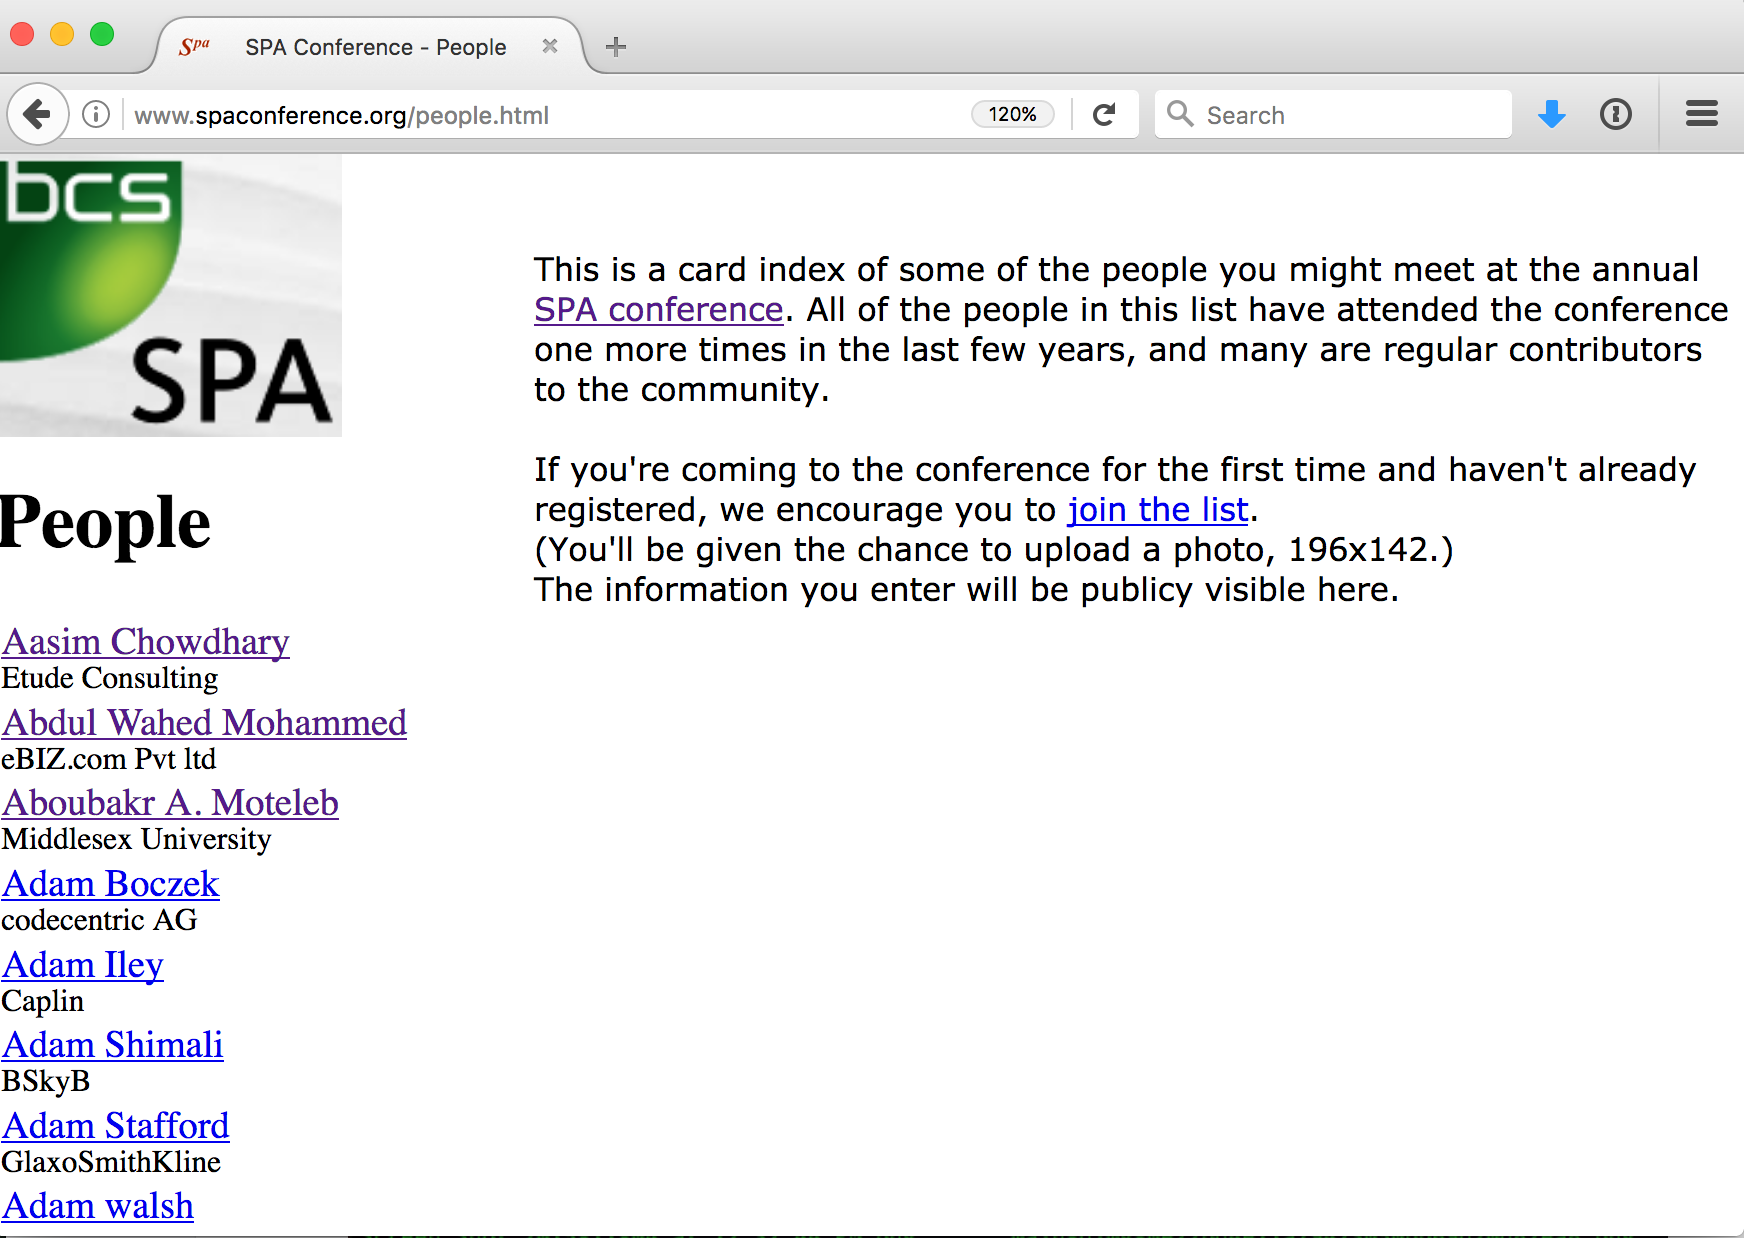 Spa SPA Conference - People
www.spaconference.org/people.html 120% Search
bcs
SPA
People
Aasim Chowdhary
Etude Consulting
Abdul Wahed Mohammed
eBIZ.com Pvt ltd
Aboubakr A. Moteleb
Middlesex University
Adam Boczek
codecentric AG
Adam Iley
Caplin
Adam Shimali
BSkyB
Adam Stafford
GlaxoSmithKline
Adam walsh
This is a card index of some of the people you might meet at the annual
SPA conference. All of the people in this list have attended the conference
one more times in the last few years, and many are regular contributors
to the community.
If you're coming to the conference for the first time and haven't already
registered, we encourage you to join the list.
(You'll be given the chance to upload a photo, 196x142.)
The information you enter will be publicy visible here.